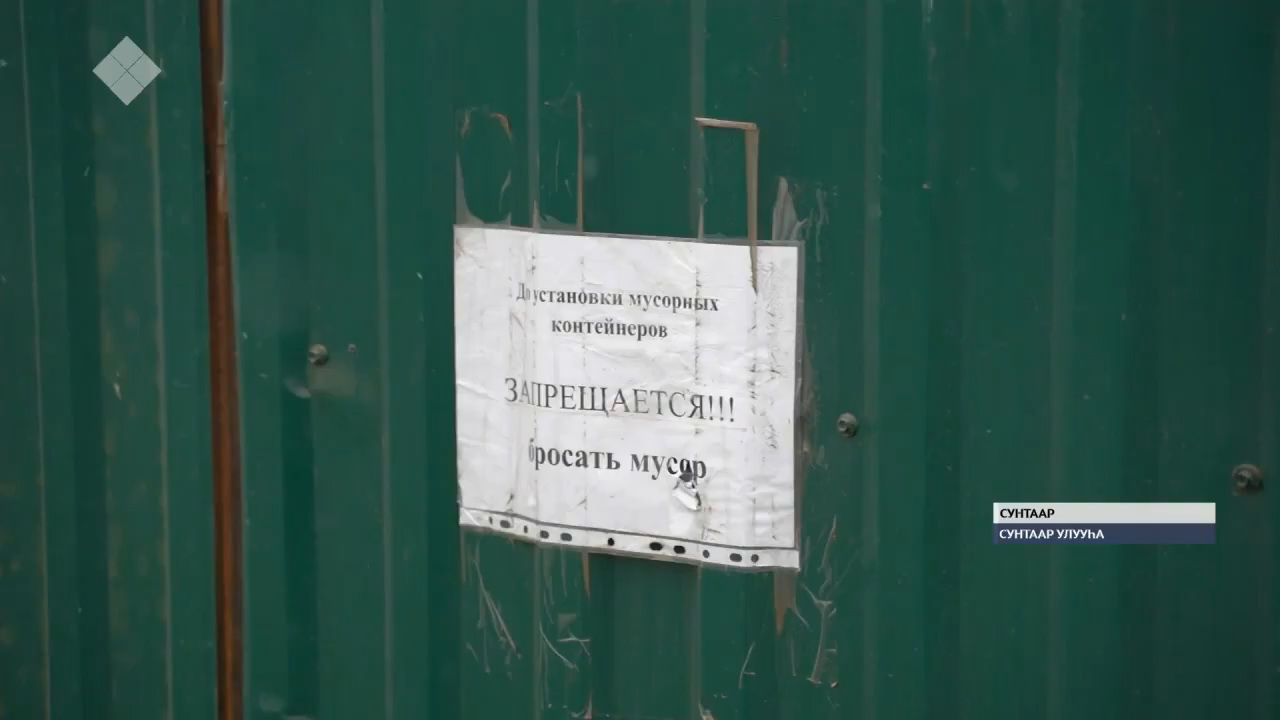 До установки мусорных
контейнеров
ЗАПРЕЩАЕТСЯ!!!
бросать мусор
СУНТААР
СУНТААР УЛУУҺА